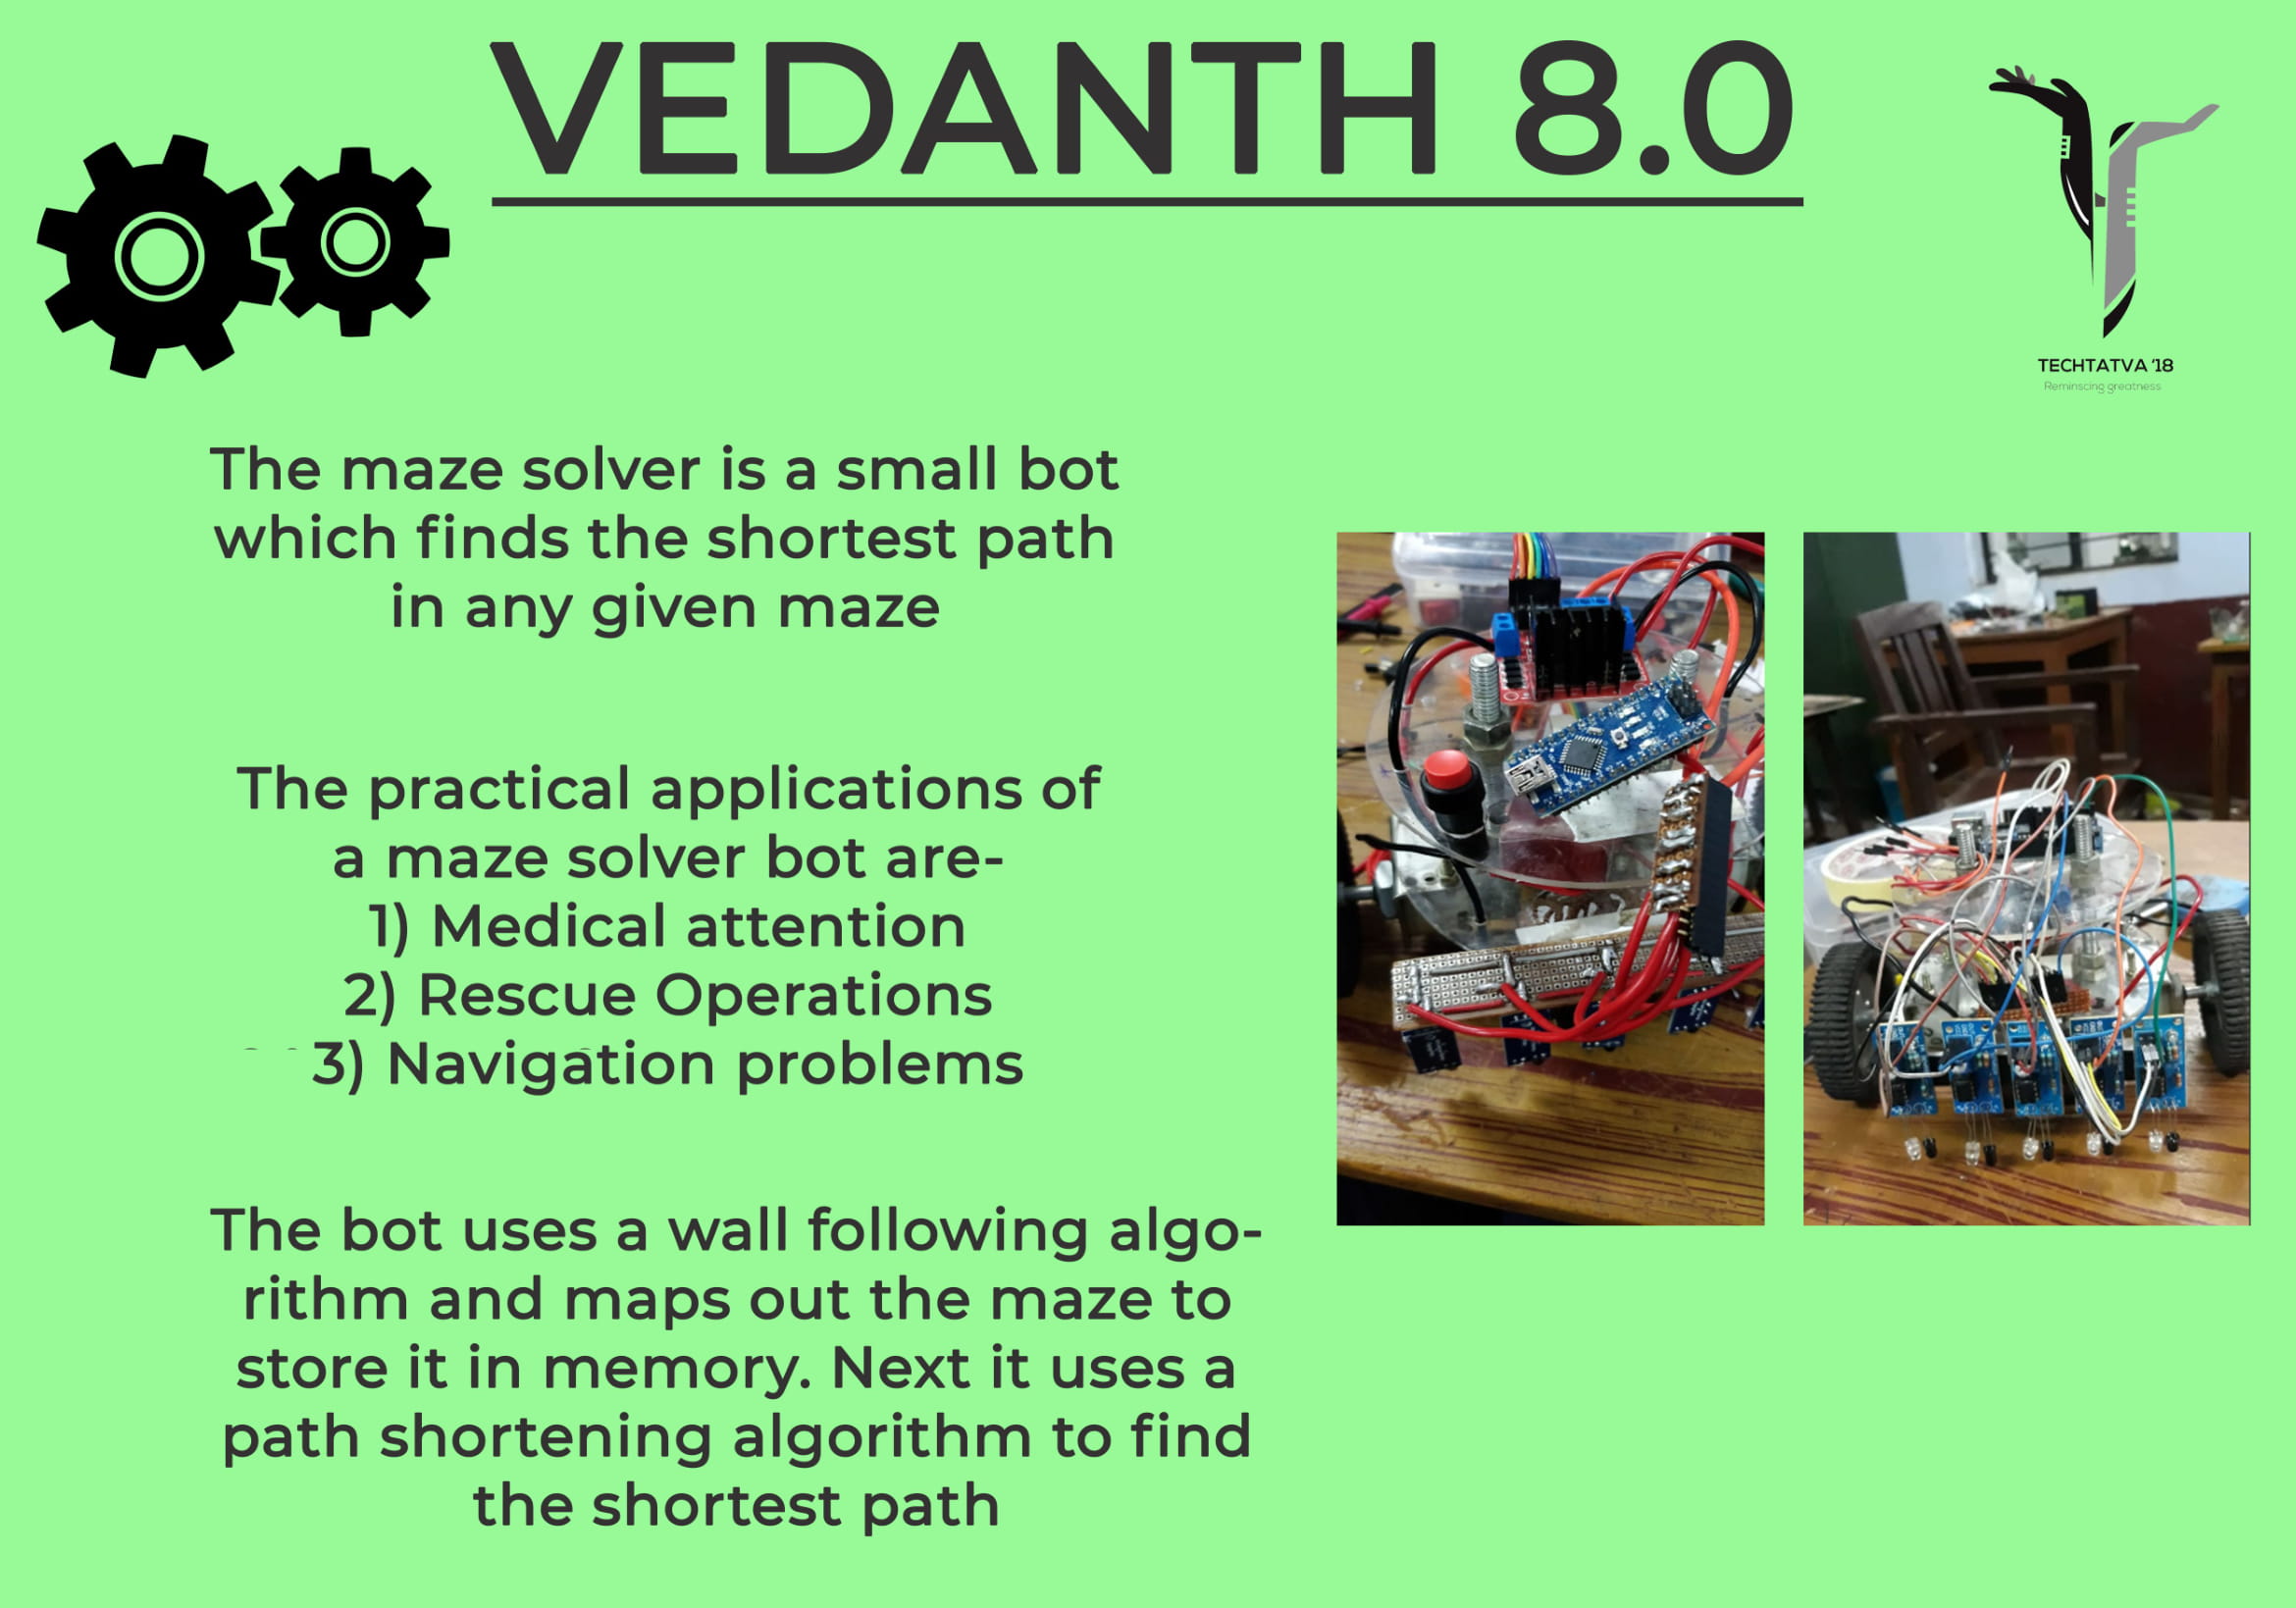 VEDANTH 8.0
TECHTATVA '18
Reminscing greatness
The maze solver is a small bot
which finds the shortest path
in any given maze
The practical applications of
a maze solver bot are-
1) Medical attention
2) Rescue Operations
3) Navigation problems
The bot uses a wall following algo-
rithm and maps out the maze to
store it in memory. Next it uses a
path shortening algorithm to find
the shortest path